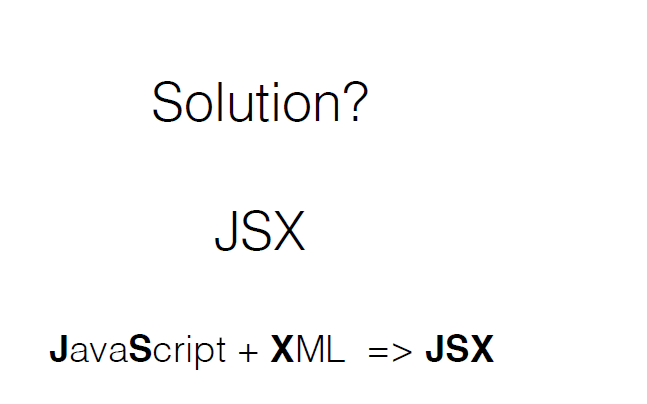 Solution?
JSX
JavaScript + XML => JSX